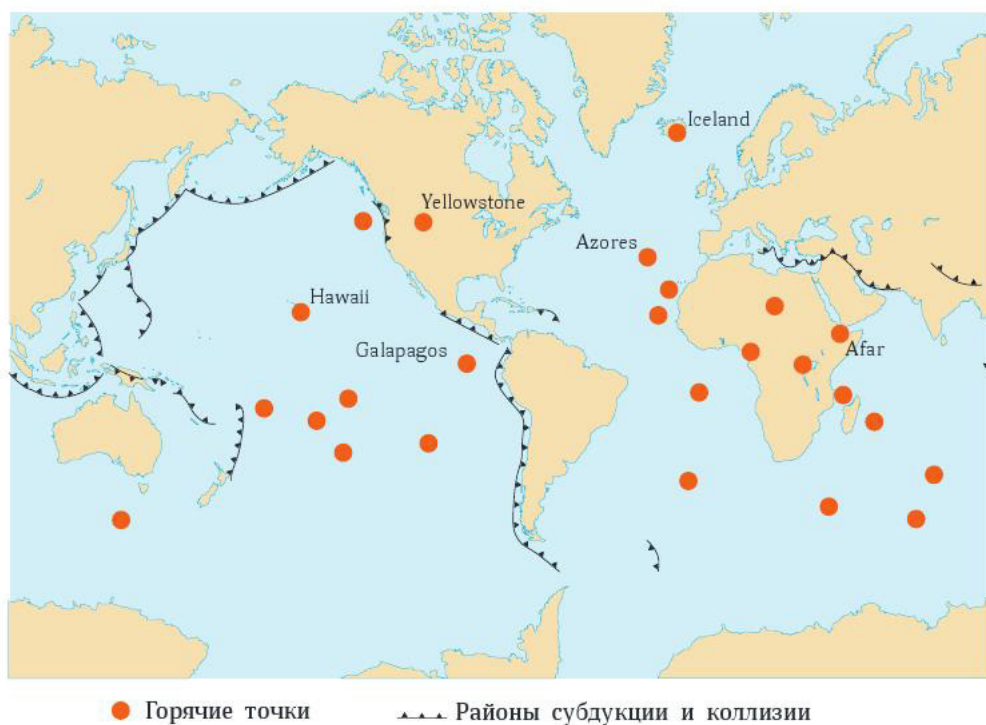 Iceland
Yellowstone
Azores
Hawaii
Galapagos
Afar
Горячие точки
Районы субдукции и коллизии